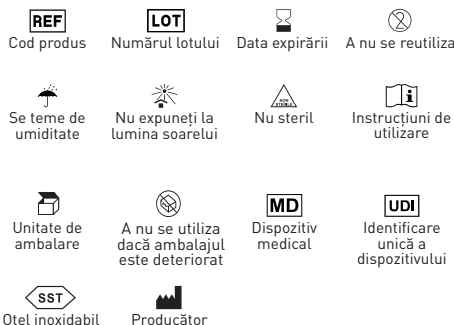 REF
LOT
Cod produs
Numărul lotului
Data expirării
A nu se reutiliza
NON
STERILE
Se teme de
umiditate
Nu expuneți la
lumina soarelui
Nu steril
Instrucțiuni de
utilizare
MD
UDI
Unitate de
ambalare
A nu se utiliza
dacă ambalajul
este deteriorat
Dispozitiv
medical
Identificare
unică a
dispozitivului
SST
Oțel inoxidabil
Producător